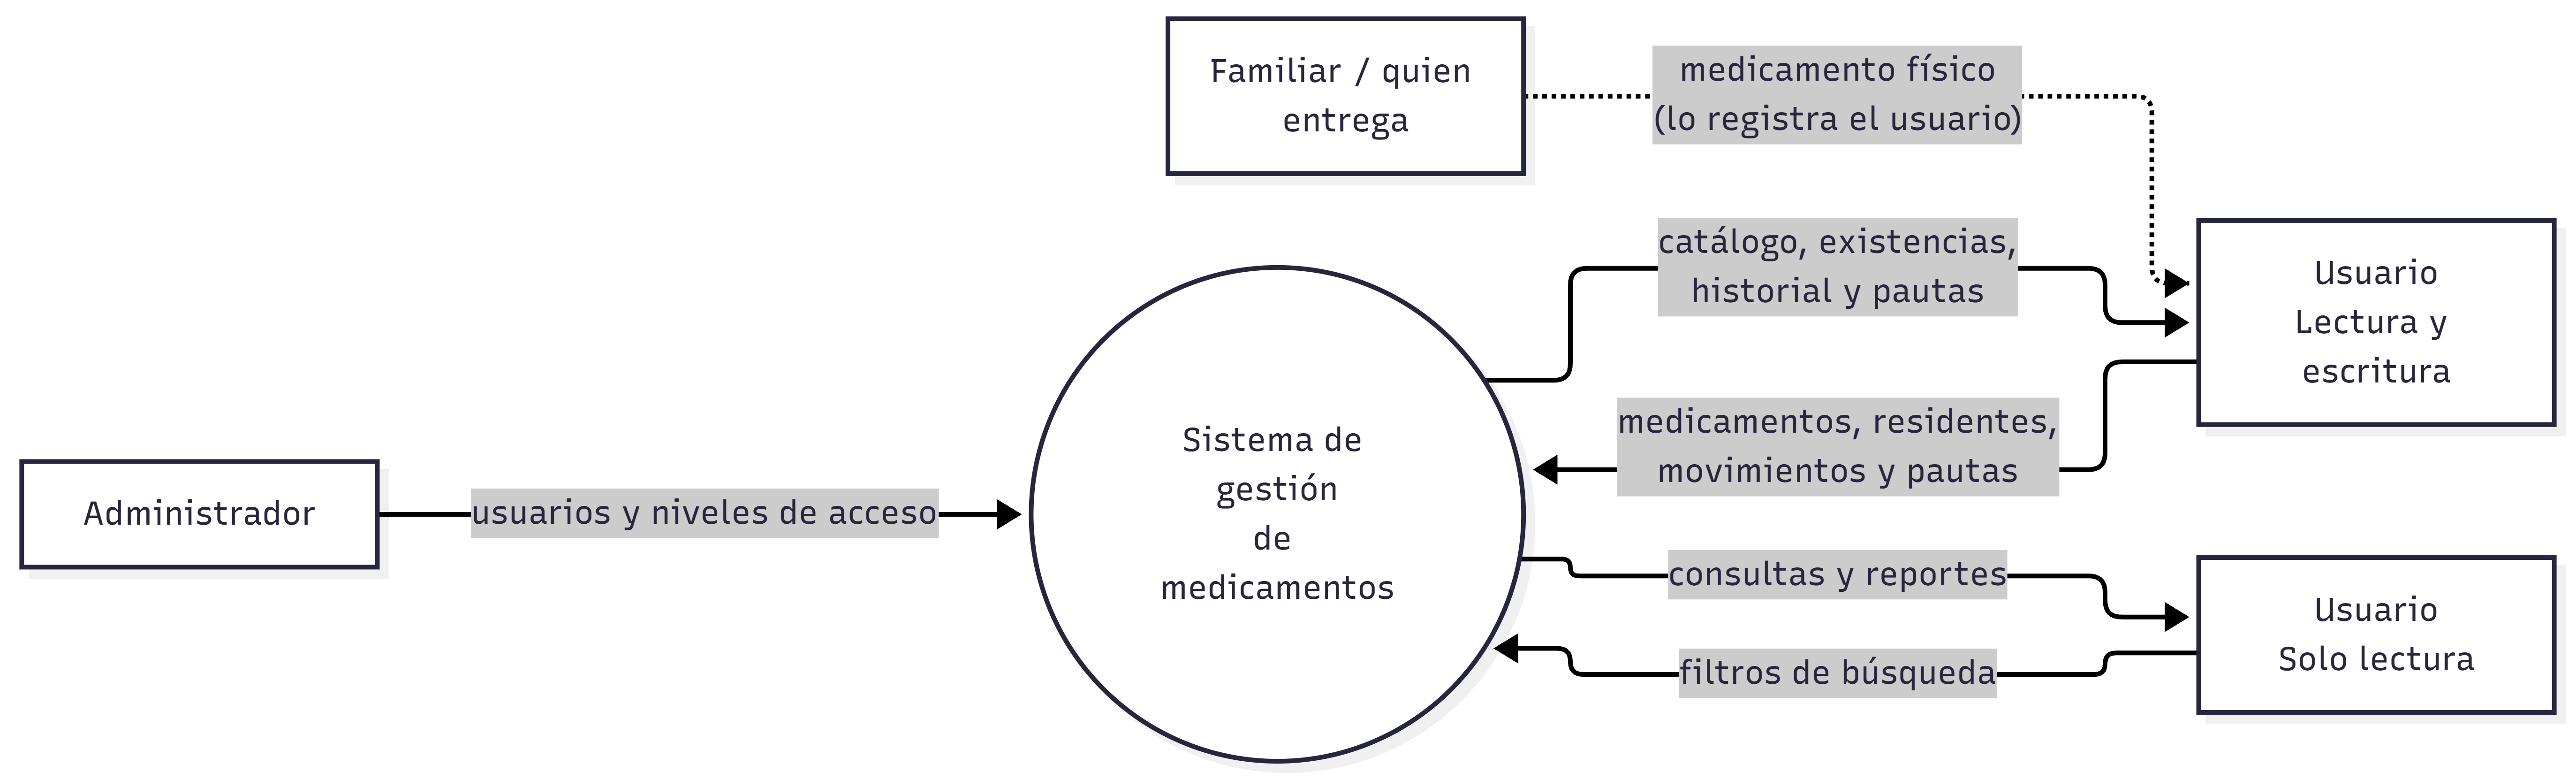 Familiar / quien
entrega
medicamento físico
(lo registra el usuario)
catálogo, existencias,
historial y pautas
Usuario
Lectura y
escritura
medicamentos, residentes,
movimientos y pautas
Administrador
usuarios y niveles de acceso
Sistema de
gestión
de
medicamentos
consultas y reportes
filtros de búsqueda
Usuario
Solo lectura